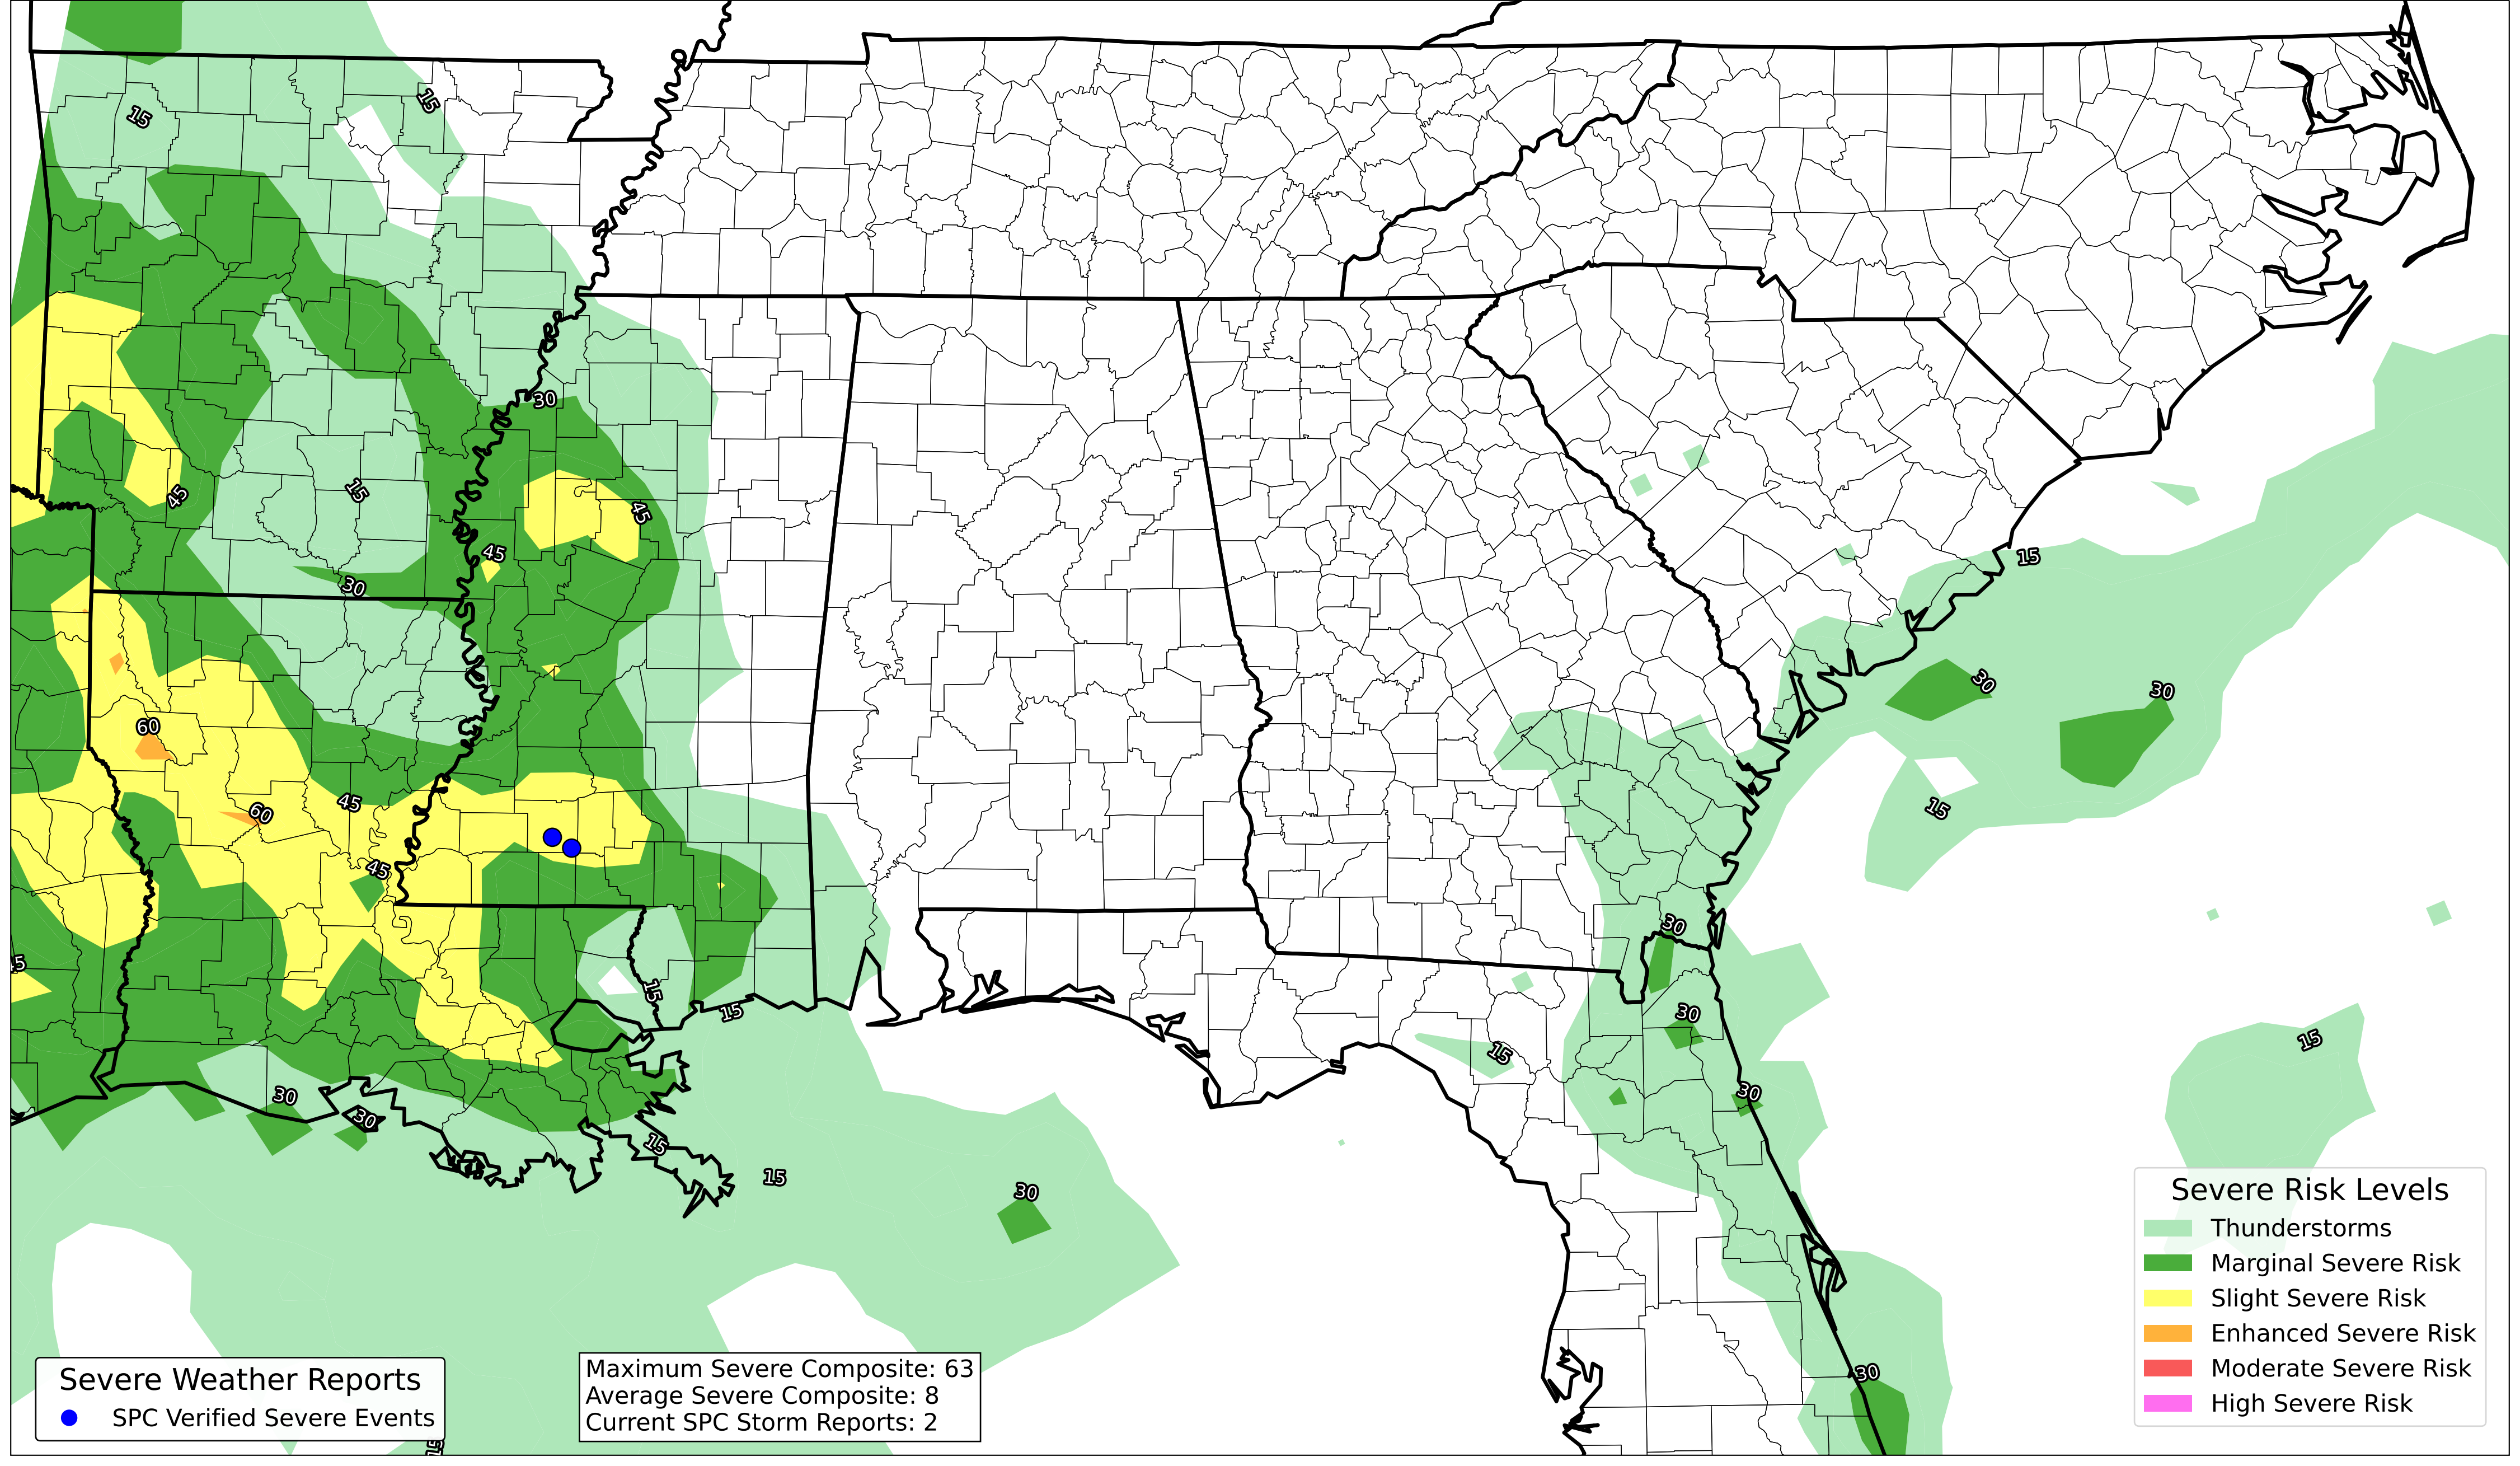 15
15
30
45
45
15
45
30
15
30
30
60
60
45
15
45
30
45
15
15
30
15
15
30
30
30
15
15
30
30
15
Severe Risk Levels
Thunderstorms
Marginal Severe Risk
Slight Severe Risk
Enhanced Severe Risk
Moderate Severe Risk
High Severe Risk
Severe Weather Reports
SPC Verified Severe Events
Maximum Severe Composite: 63
Average Severe Composite: 8
Current SPC Storm Reports: 2
15